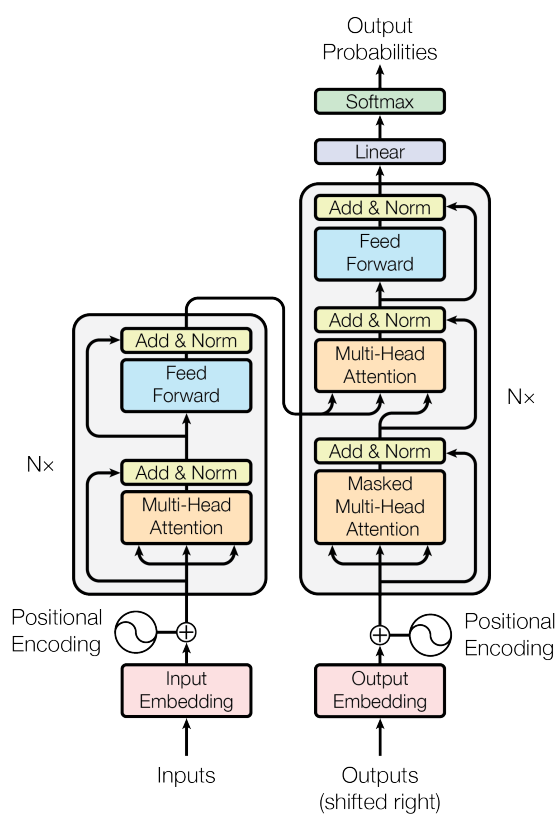 Output
Probabilities
Softmax
Linear
Add & Norm
Feed
Forward
Add & Norm
Multi-Head
Attention
Nx
Add & Norm
Masked
Multi-Head
Attention
Add & Norm
Feed
Forward
Nx
Add & Norm
Multi-Head
Attention
Positional
Encoding
Positional
Encoding
Input
Embedding
Output
Embedding
Inputs
Outputs
(shifted right)